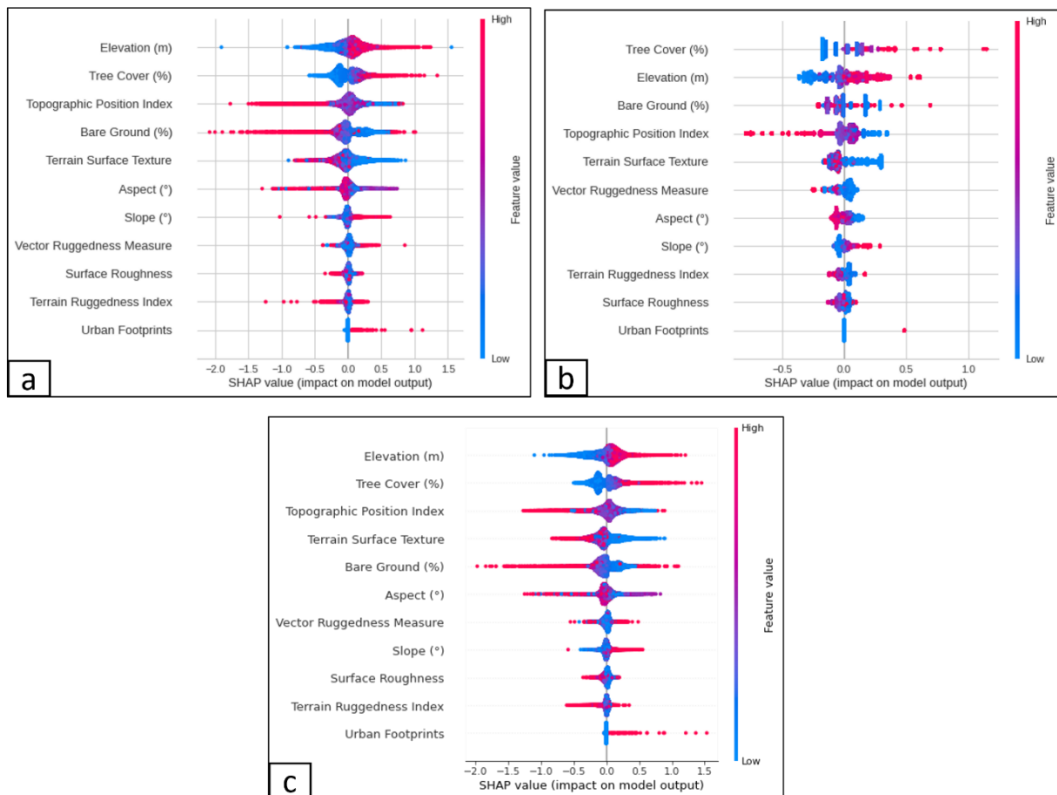 Elevation (m)
Tree Cover (%)
Topographic Position Index
Bare Ground (%)
Terrain Surface Texture
Aspect (°)
Slope (°)
Vector Ruggedness Measure
Surface Roughness
Terrain Ruggedness Index
Urban Footprints
-2.0 -1.5 -1.0 -0.5 0.0 0.5 1.0 1.5
SHAP value (impact on model output)
High
Feature value
Low
a
Tree Cover (%)
Elevation (m)
Bare Ground (%)
Topographic Position Index
Terrain Surface Texture
Vector Ruggedness Measure
Aspect (°)
Slope (°)
Terrain Ruggedness Index
Surface Roughness
Urban Footprints
-0.5 0.0 0.5 1.0
SHAP value (impact on model output)
High
Feature value
Low
b
Elevation (m)
Tree Cover (%)
Topographic Position Index
Terrain Surface Texture
Bare Ground (%)
Aspect (°)
Vector Ruggedness Measure
Slope (°)
Surface Roughness
Terrain Ruggedness Index
Urban Footprints
-2.0 -1.5 -1.0 -0.5 0.0 0.5 1.0 1.5
SHAP value (impact on model output)
High
Feature value
Low
c